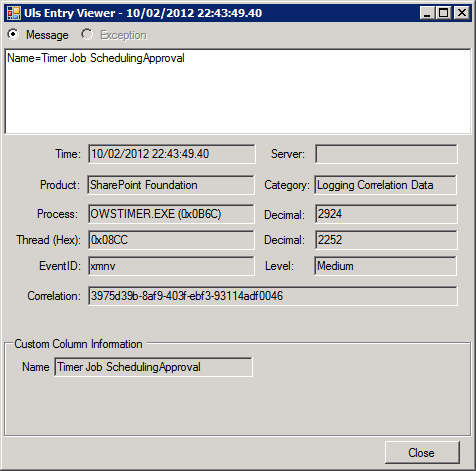 Uls Entry Viewer - 10/02/2012 22:43:49.40
Message Exception
Name=Timer Job SchedulingApproval
Time: 10/02/2012 22:43:49.40 Server:
Product: SharePoint Foundation Category: Logging Correlation Data
Process: OWSTIMER.EXE (0x0B6C) Decimal: 2924
Thread (Hex): 0x08CC Decimal: 2252
EventID: xmnv Level: Medium
Correlation: 3975d39b-8af9-403f-ebf3-93114adf0046
Custom Column Information
Name Timer Job SchedulingApproval
Close